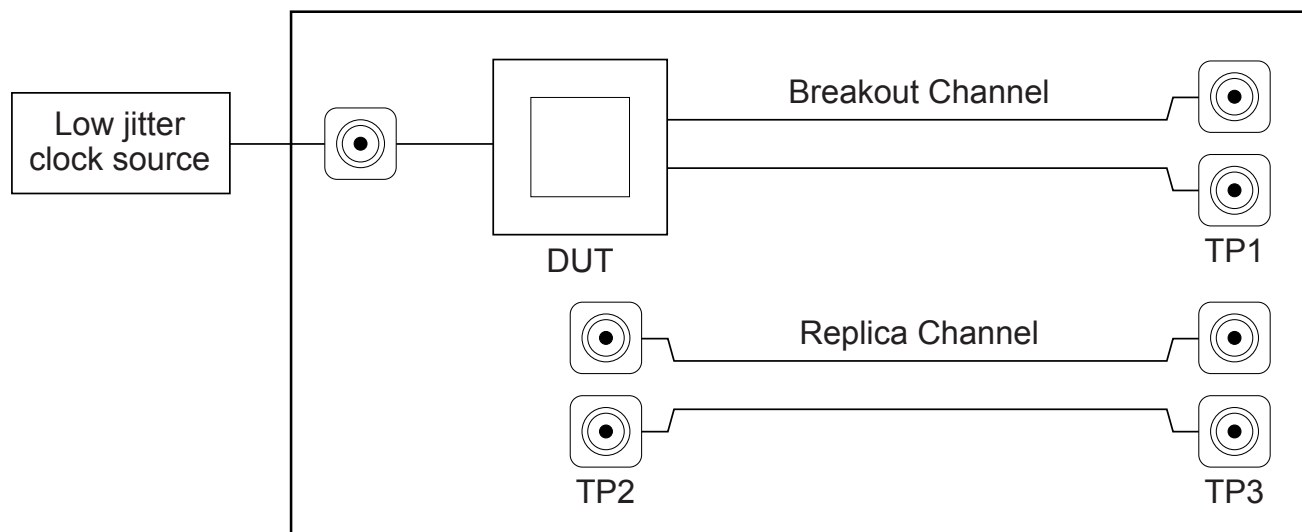 Low jitter
clock source
Breakout Channel
DUT
TP1
Replica Channel
TP2
TP3